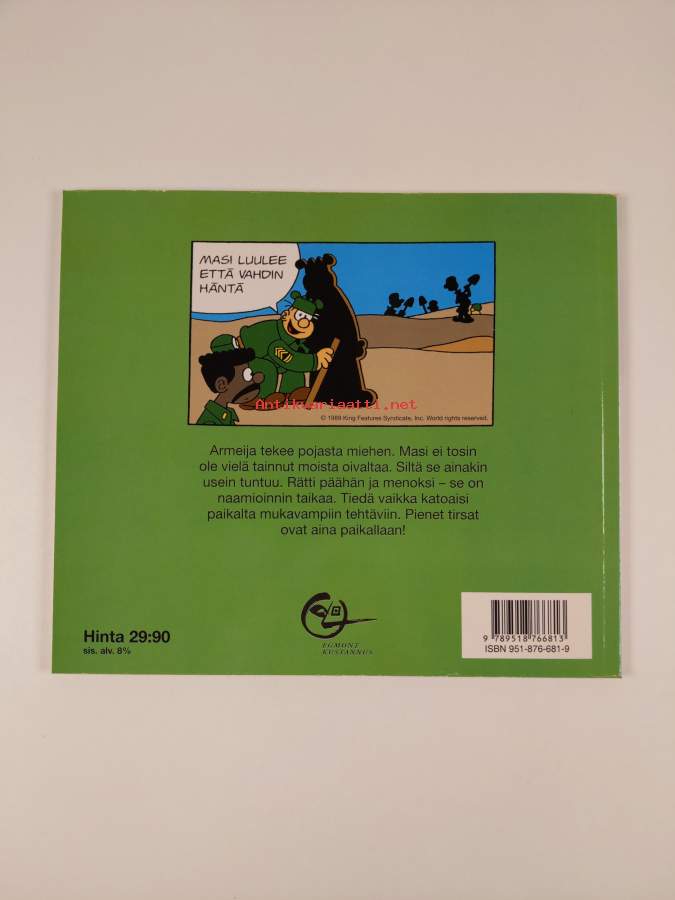 MASI LUULEE
ETTÄ VAHDIN
HÄNTÄ
Antikvariaatti.net
© 1989 King Features Syndicate, Inc. World rights reserved.
Armeija tekee pojasta miehen. Masi ei tosin
ole vielä tainnut moista oivaltaa. Siltä se ainakin
usein tuntuu. Rätti päähän ja menoksi – se on
naamioinnin taikaa. Tiedä vaikka katoaisi
paikalta mukavampiin tehtäviin. Pienet tirsat
ovat aina paikallaan!
Hinta 29:90
sis. alv. 8%
EGMONT
KUSTANNUS
9 789518 766813
ISBN 951-876-681-9